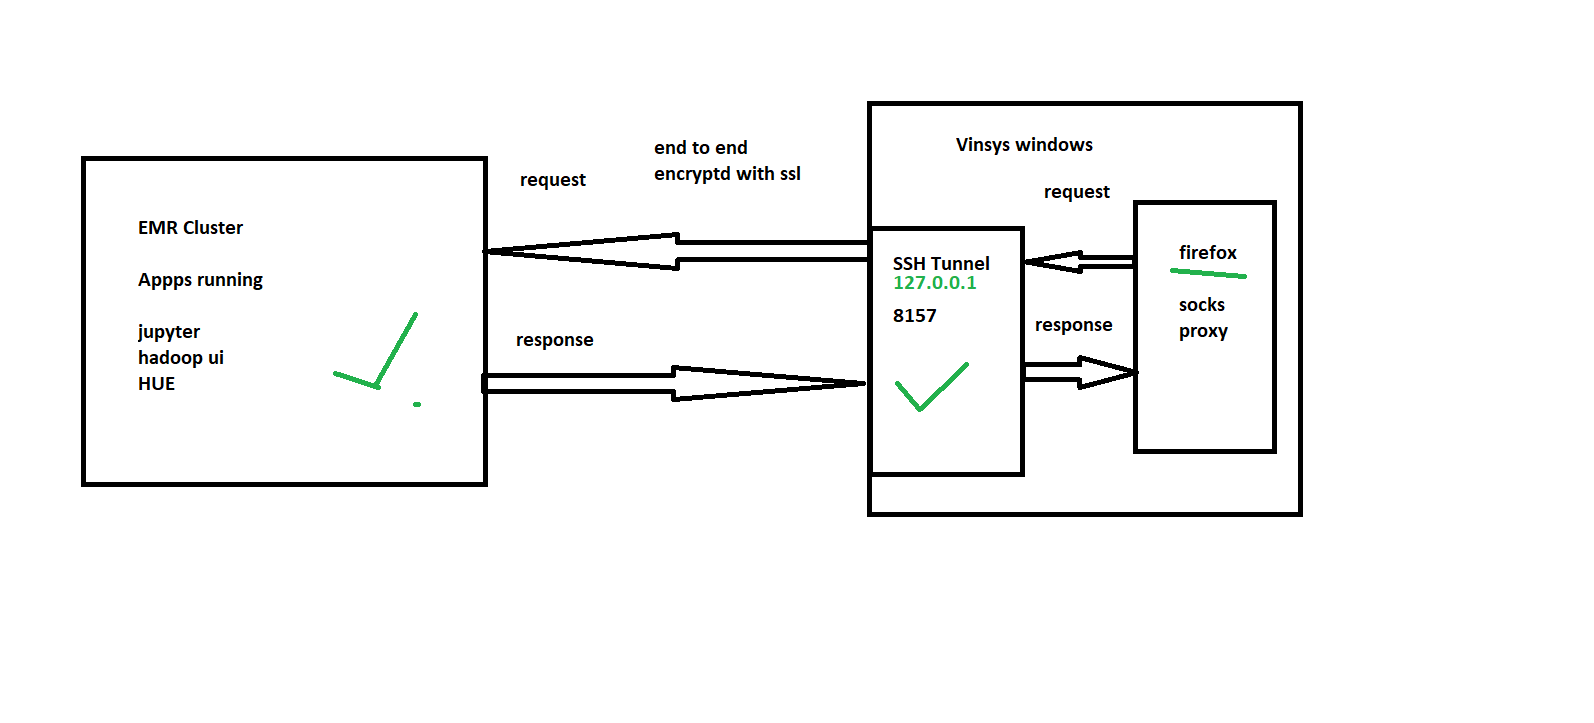 EMR Cluster
Appps running
jupyter
hadoop ui
HUE
request
end to end
encryptd with ssl
response
Vinsys windows
request
SSH Tunnel
127.0.0.1
8157
response
firefox
socks
proxy